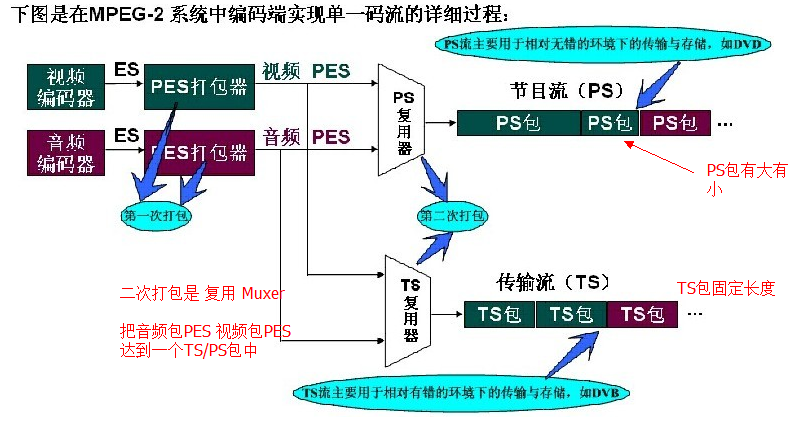 下图是在MPEG-2 系统中编码端实现单一码流的详细过程：
PS流主要用于相对无错的环境下的传输与存储，如DVD
视频
编码器
ES
PES打包器
视频 PES
音频
编码器
ES
PES打包器
音频 PES
PS
复
用
器
节目流（PS）
PS包
PS包
PS包
...
PS包有大有
小
第一次打包
第二次打包
二次打包是 复用 Muxer
把音频包PES 视频包PES
达到一个TS/PS包中
TS
复
用
器
传输流（TS）
TS包固定长度
TS包
TS包
TS包
...
TS流主要用于相对有错的环境下的传输与存储，如DVB